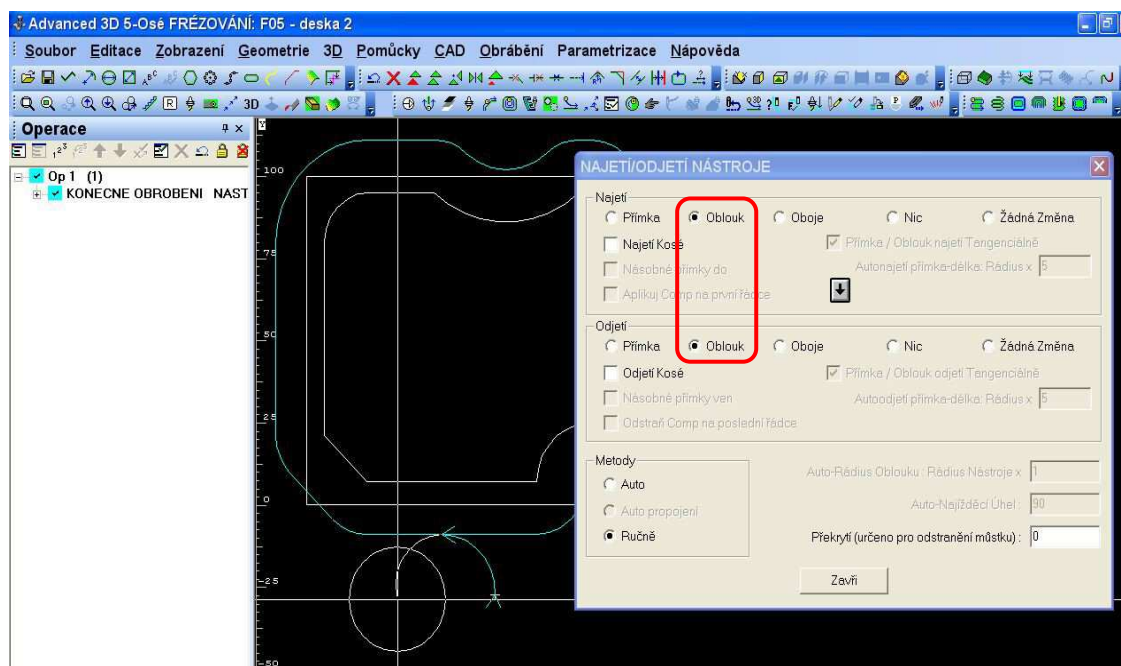 Advanced 3D 5-Osé FRÉZOVÁNÍ: F05 - deska 2
Soubor Editace Zobrazení Geometrie 3D Pomůcky CAD Obrábění Parametrizace Nápověda
Operace
Op 1 (1)
KONECNE OBROBENI NAST
100
75
50
25
0
-25
-50
NAJETÍ/ODJETÍ NÁSTROJE
Najetí
Přímka Oblouk Oboje Nic Žádná Změna
Najetí Kosé Přímka / Oblouk najeti Tangenciálně
Násobné přímky do Autonajetí přímka-délka: Rádius x 5
Aplikuj Comp na první řádce
Odjetí
Přímka Oblouk Oboje Nic Žádná Změna
Odjetí Kosé Přímka / Oblouk odjeti Tangenciálně
Násobné přímky ven Autoodjetí přímka-délka: Rádius x 5
Odstraň Comp na poslední řádce
Metody
Auto Auto-Rádius Oblouku : Rádius Nástroje x 1
Auto propojení Auto-Najížděcí Úhel : 90
Ručně Překrytí (určeno pro odstranění můstku) : 0
Zavři